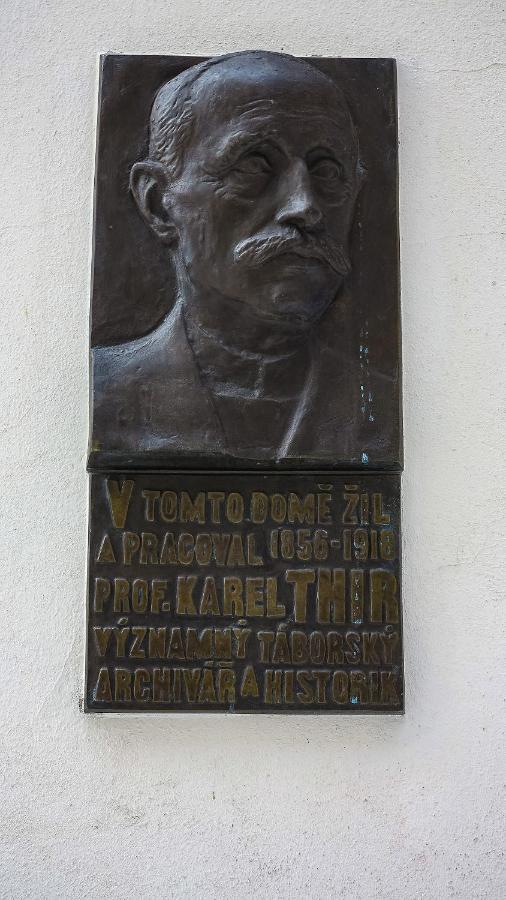 V TOMTO DOMĚ ŽIL
A PRACOVAL (1856-1918
PROF. KAREL THIR
VÝZNAMNÝ TÁBORSKÝ
ARCHIVÁŘ A HISTORIK